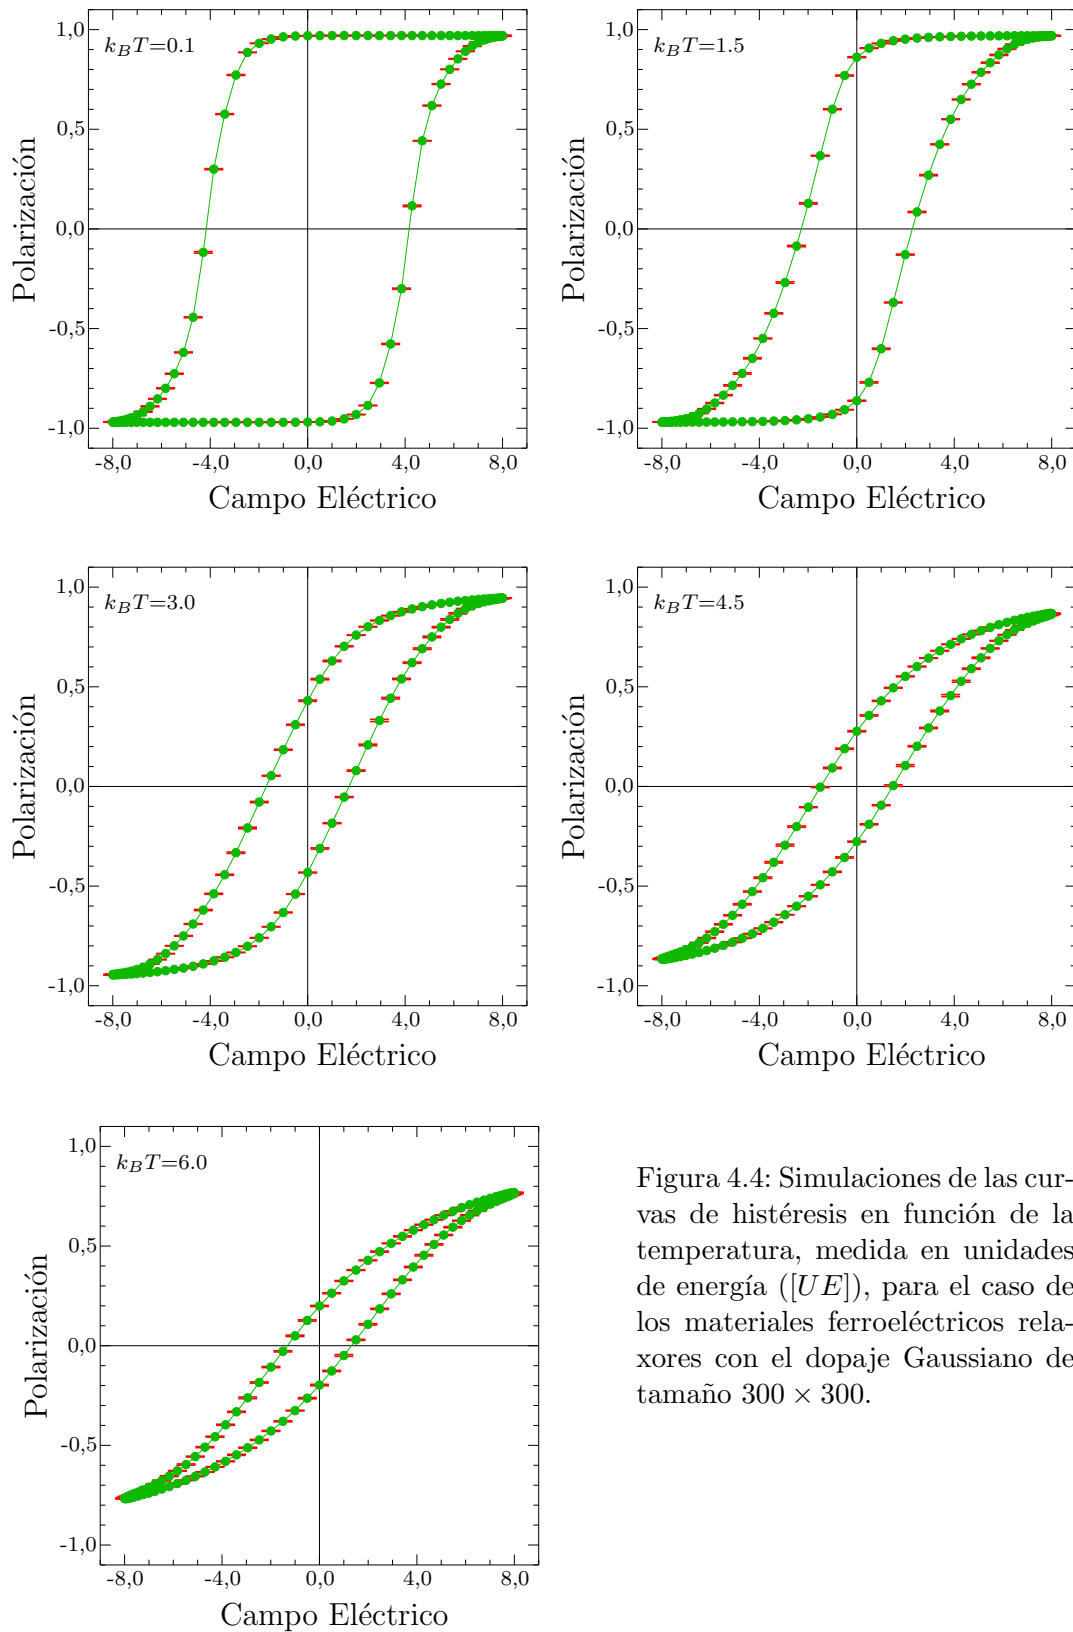 k_BT=0.1
1,0
0,5
0,0
-0,5
-1,0
Polarización
-8,0 -4,0 0,0 4,0 8,0
Campo Eléctrico
k_BT=1.5
1,0
0,5
0,0
-0,5
-1,0
Polarización
-8,0 -4,0 0,0 4,0 8,0
Campo Eléctrico
k_BT=3.0
1,0
0,5
0,0
-0,5
-1,0
Polarización
-8,0 -4,0 0,0 4,0 8,0
Campo Eléctrico
k_BT=4.5
1,0
0,5
0,0
-0,5
-1,0
Polarización
-8,0 -4,0 0,0 4,0 8,0
Campo Eléctrico
k_BT=6.0
1,0
0,5
0,0
-0,5
-1,0
Polarización
-8,0 -4,0 0,0 4,0 8,0
Campo Eléctrico
Figura 4.4: Simulaciones de las cur-
vas de histéresis en función de la
temperatura, medida en unidades
de energía ([UE]), para el caso de
los materiales ferroeléctricos rela-
xores con el dopaje Gaussiano de
tamaño 300 × 300.